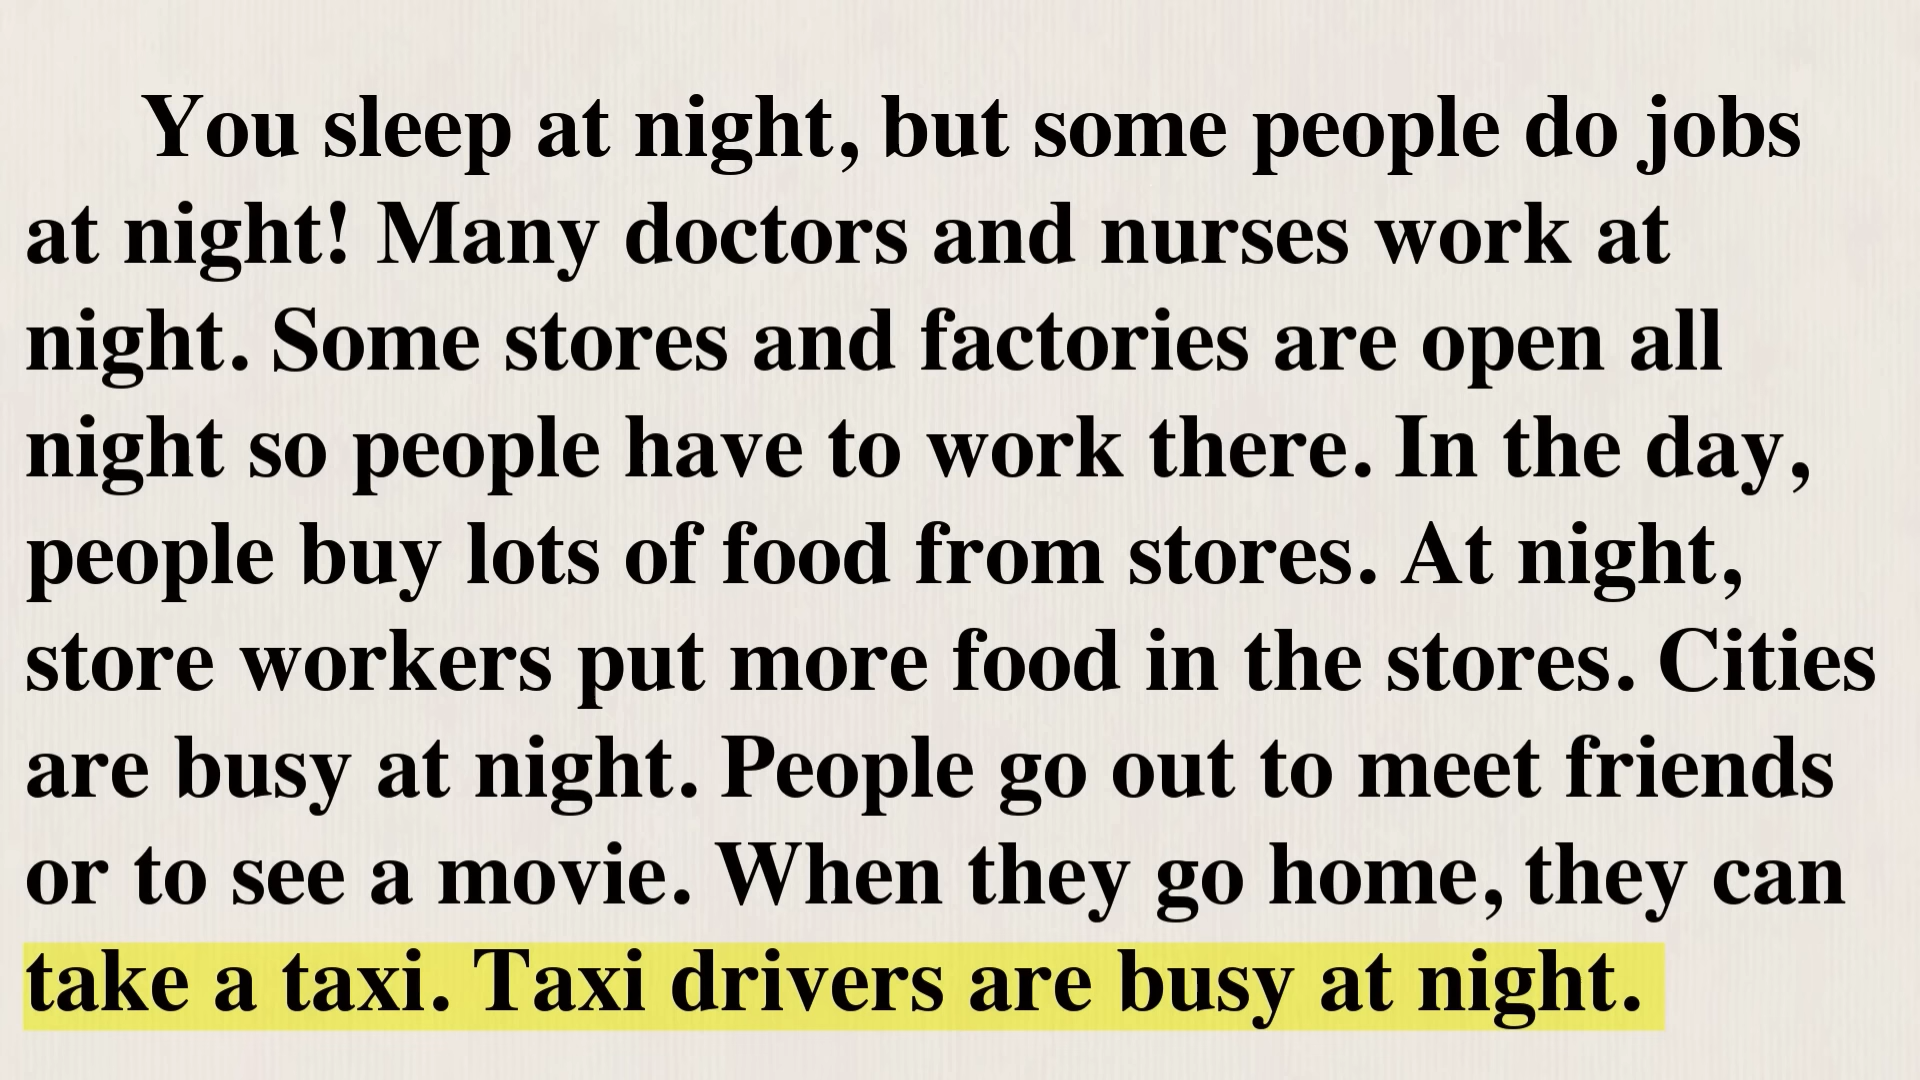 You sleep at night, but some people do jobs
at night! Many doctors and nurses work at
night. Some stores and factories are open all
night so people have to work there. In the day,
people buy lots of food from stores. At night,
store workers put more food in the stores. Cities
are busy at night. People go out to meet friends
or to see a movie. When they go home, they can
take a taxi. Taxi drivers are busy at night.